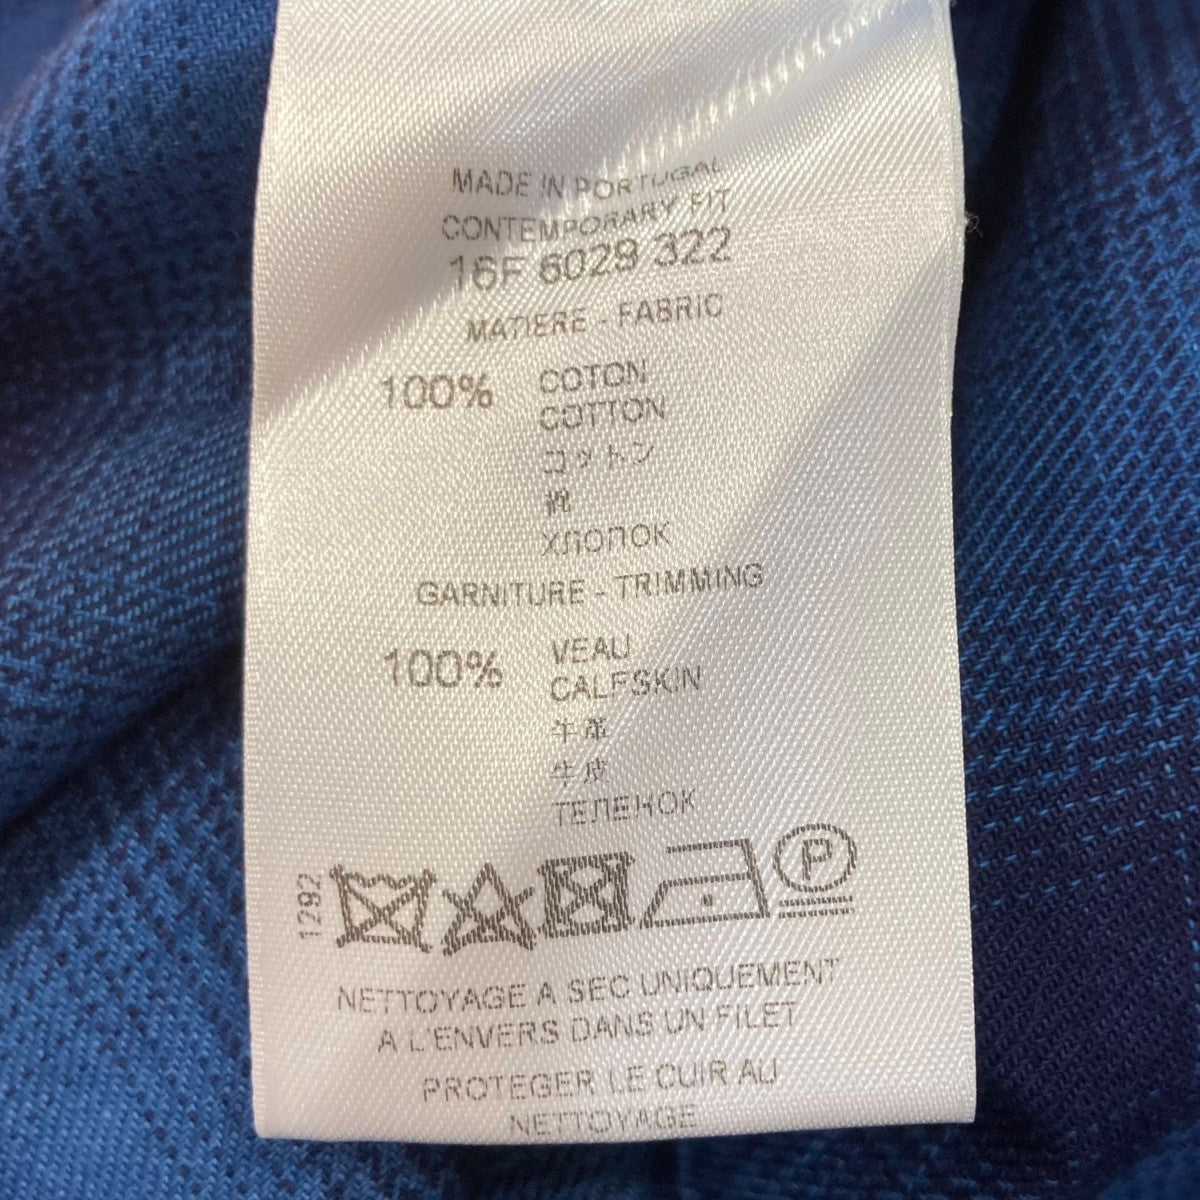 MADE IN PORTUGAL
CONTEMPORARY FIT
16F 6029 322
MATIERE - FABRIC
100% COTON
COTTON
コットン
棉
ХЛОПОК
GARNITURE - TRIMMING
100% VEAU
CALFSKIN
牛革
牛皮
ТЕЛЕНОК
1292
P
NETTOYAGE A SEC UNIQUEMENT
A L'ENVERS DANS UN FILET
PROTEGER LE CUIR AU
NETTOYAGE